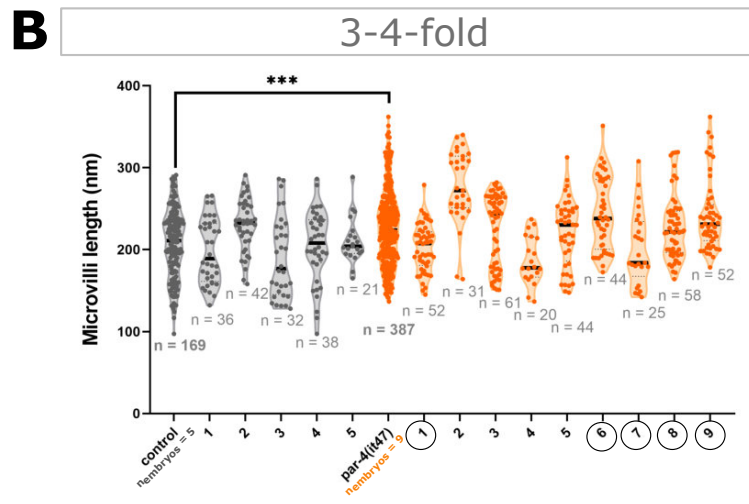 B
3-4-fold
Microvilli length (nm)
400
300
200
100
0
***
n = 169
n = 36
n = 42
n = 32
n = 38
n = 21
n = 387
n = 52
n = 31
n = 61
n = 20
n = 44
n = 44
n = 25
n = 58
n = 52
control
nembryos = 5
1
2
3
4
5
par-4(it47)
nembryos = 9
1
2
3
4
5
6
7
8
9